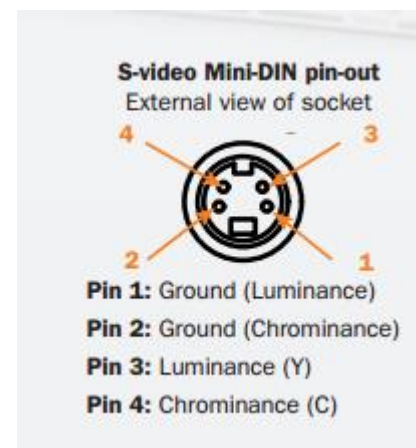 S-video Mini-DIN pin-out
External view of socket
4 3
2 1
Pin 1: Ground (Luminance)
Pin 2: Ground (Chrominance)
Pin 3: Luminance (Y)
Pin 4: Chrominance (C)